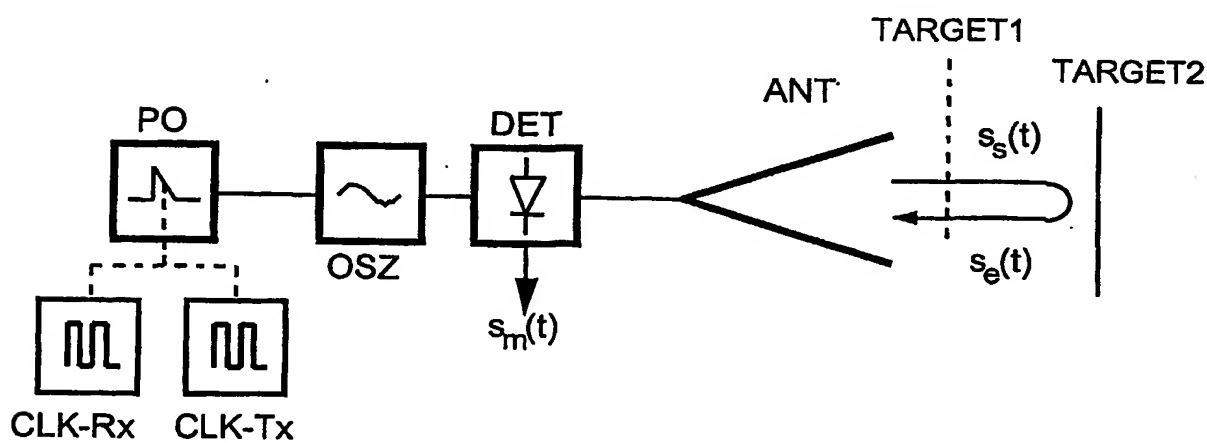 TARGET1
TARGET2
ANT
PO
DET
s_s(t)
OSZ
s_e(t)
s_m(t)
CLK-Rx CLK-Tx